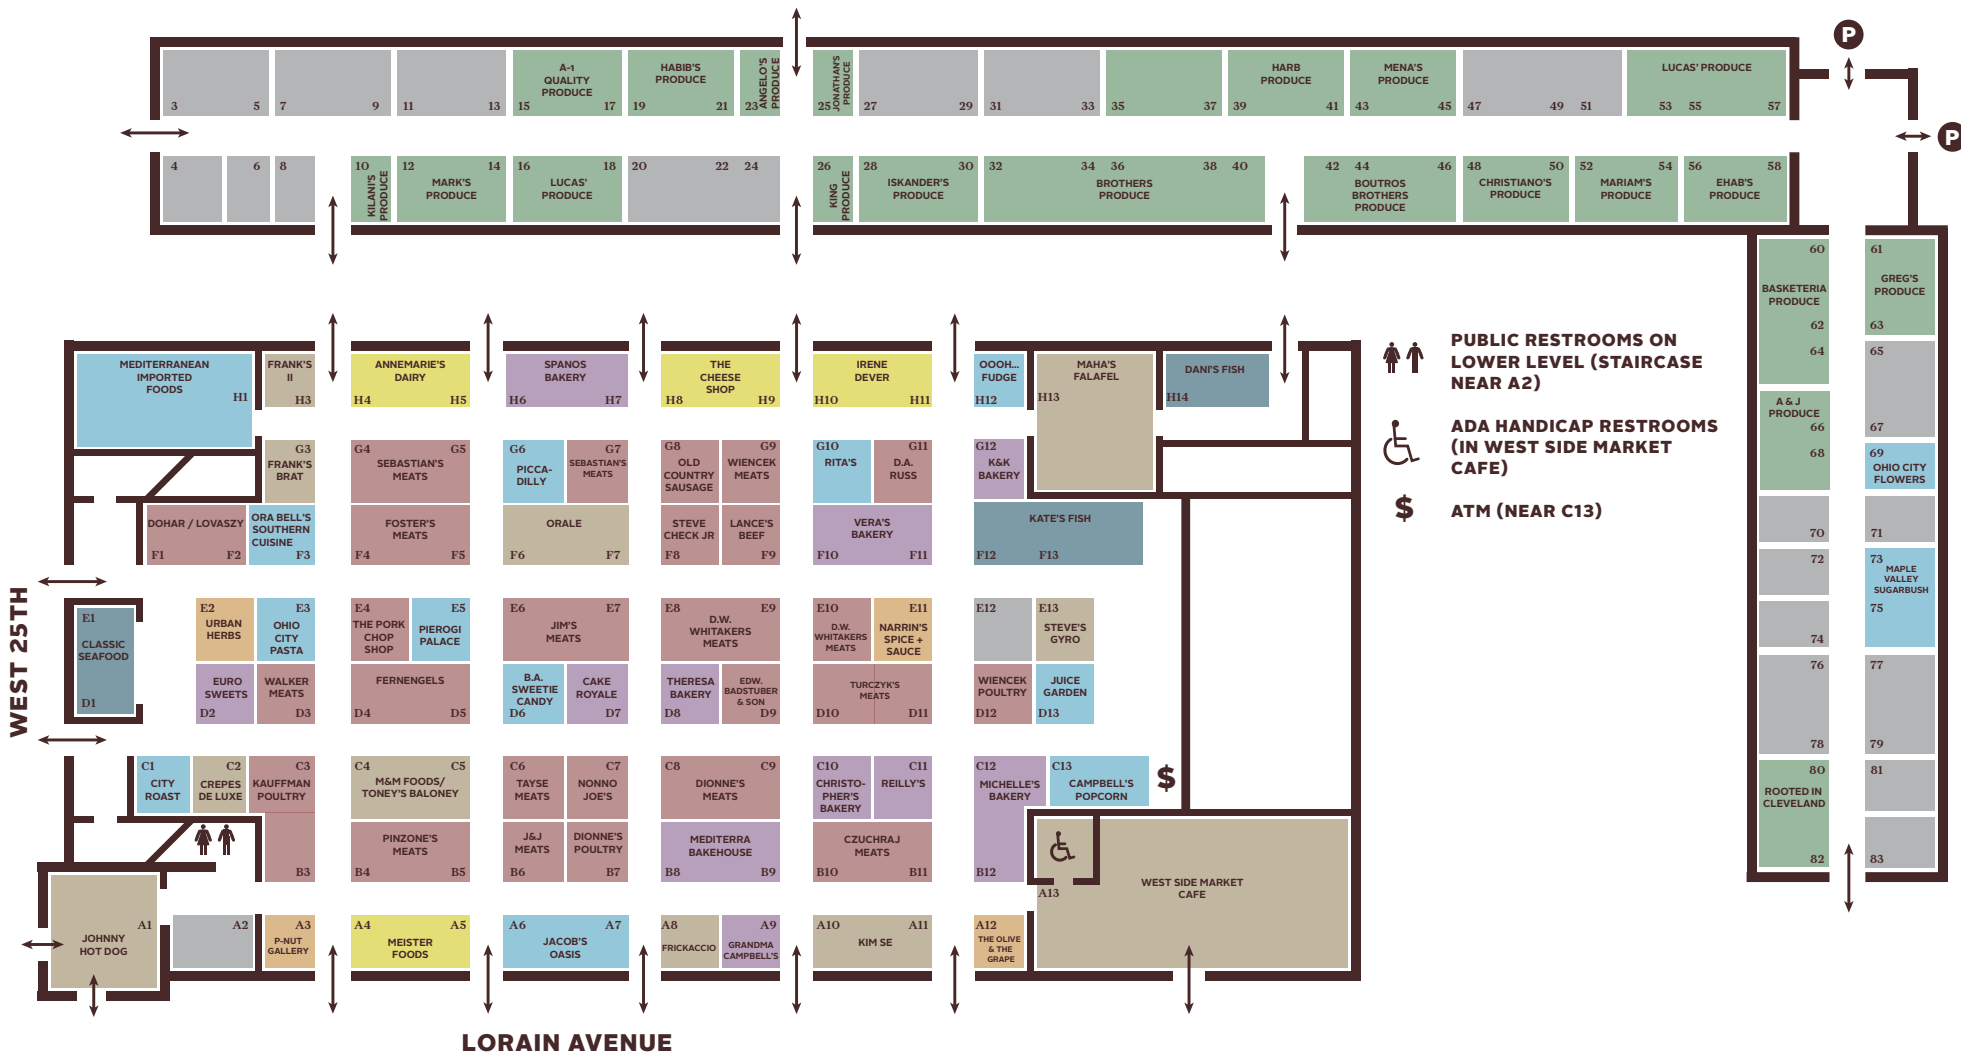 P
P
A-1
QUALITY
PRODUCE
HABIB'S
PRODUCE
ANGELO'S
PRODUCE
JONATHAN'S
PRODUCE
HARB
PRODUCE
MENA'S
PRODUCE
LUCAS' PRODUCE
3 5 7 9 11 13 15 17 19 21 23 25 27 29 31 33 35 37 39 41 43 45 47 49 51 53 55 57
4 6 8 10 12 14 16 18 20 22 24 26 28 30 32 34 36 38 40 42 44 46 48 50 52 54 56 58
KILANI'S
PRODUCE
MARK'S
PRODUCE
LUCAS'
PRODUCE
KING
PRODUCE
ISKANDER'S
PRODUCE
BROTHERS
PRODUCE
BOUTROS
BROTHERS
PRODUCE
CHRISTIANO'S
PRODUCE
MARIAM'S
PRODUCE
EHAB'S
PRODUCE
60
BASKETERIA
PRODUCE
62
64
A & J
PRODUCE
66
68
70
72
74
76
78
80
ROOTED IN
CLEVELAND
82
61
GREG'S
PRODUCE
63
65
67
69
OHIO CITY
FLOWERS
71
73
MAPLE
VALLEY
SUGARBUSH
75
77
79
81
83
MEDITERRANEAN
IMPORTED
FOODS
H1
FRANK'S
II
H3
ANNEMARIE'S
DAIRY
H4 H5
SPANOS
BAKERY
H6 H7
THE
CHEESE
SHOP
H8 H9
IRENE
DEVER
H10 H11
OOOH...
FUDGE
H12
MAHA'S
FALAFEL
H13
DANI'S FISH
H14
G3
FRANK'S
BRAT
G4 G5
SEBASTIAN'S
MEATS
G6
PICCA-
DILLY
G7
SEBASTIAN'S
MEATS
G8
OLD
COUNTRY
SAUSAGE
G9
WIENCEK
MEATS
G10
RITA'S
G11
D.A.
RUSS
G12
K&K
BAKERY
DOHAR / LOVASZY
F1 F2
ORA BELL'S
SOUTHERN
CUISINE
F3
FOSTER'S
MEATS
F4 F5
ORALE
F6 F7
STEVE
CHECK JR
F8
LANCE'S
BEEF
F9
VERA'S
BAKERY
F10 F11
KATE'S FISH
F12 F13
E1
CLASSIC
SEAFOOD
D1
E2
URBAN
HERBS
E3
OHIO
CITY
PASTA
E4
THE PORK
CHOP
SHOP
E5
PIEROGI
PALACE
E6 E7
JIM'S
MEATS
E8 E9
D.W.
WHITAKERS
MEATS
E10
D.W.
WHITAKERS
MEATS
E11
NARRIN'S
SPICE +
SAUCE
E12
E13
STEVE'S
GYRO
EURO
SWEETS
D2
WALKER
MEATS
D3
FERNENGELS
D4 D5
B.A.
SWEETIE
CANDY
D6
CAKE
ROYALE
D7
THERESA
BAKERY
D8
EDW.
BADSTUBER
& SON
D9
TURCZYK'S
MEATS
D10 D11
WIENCEK
POULTRY
D12
JUICE
GARDEN
D13
C1
CITY
ROAST
C2
CREPES
DE LUXE
C3
KAUFFMAN
POULTRY
B3
C4 C5
M&M FOODS/
TONEY'S BALONEY
C6
TAYSE
MEATS
C7
NONNO
JOE'S
C8 C9
DIONNE'S
MEATS
C10
CHRISTO-
PHER'S
BAKERY
C11
REILLY'S
C12
MICHELLE'S
BAKERY
B12
C13
CAMPBELL'S
POPCORN
$
PINZONE'S
MEATS
B4 B5
J&J
MEATS
B6
DIONNE'S
POULTRY
B7
MEDITERRA
BAKEHOUSE
B8 B9
CZUCHRAJ
MEATS
B10 B11
A13
WEST SIDE MARKET
CAFE
A1
JOHNNY
HOT DOG
A2
A3
P-NUT
GALLERY
A4 A5
MEISTER
FOODS
A6 A7
JACOB'S
OASIS
A8
FRICKACCIO
A9
GRANDMA
CAMPBELL'S
A10 A11
KIM SE
A12
THE OLIVE
& THE
GRAPE
PUBLIC RESTROOMS ON
LOWER LEVEL (STAIRCASE
NEAR A2)
ADA HANDICAP RESTROOMS
(IN WEST SIDE MARKET
CAFE)
$ ATM (NEAR C13)
WEST 25TH
LORAIN AVENUE